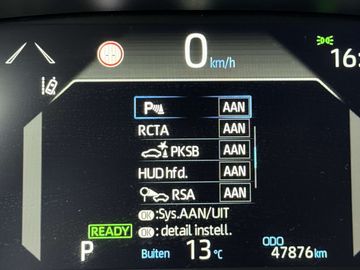 0 km/h
16:
P AAN
RCTA AAN
PKSB AAN
HUD hfd. AAN
RSA AAN
OK :Sys.AAN/UIT
READY OK : detail instell.
P Buiten 13 °C ODO 47876 km